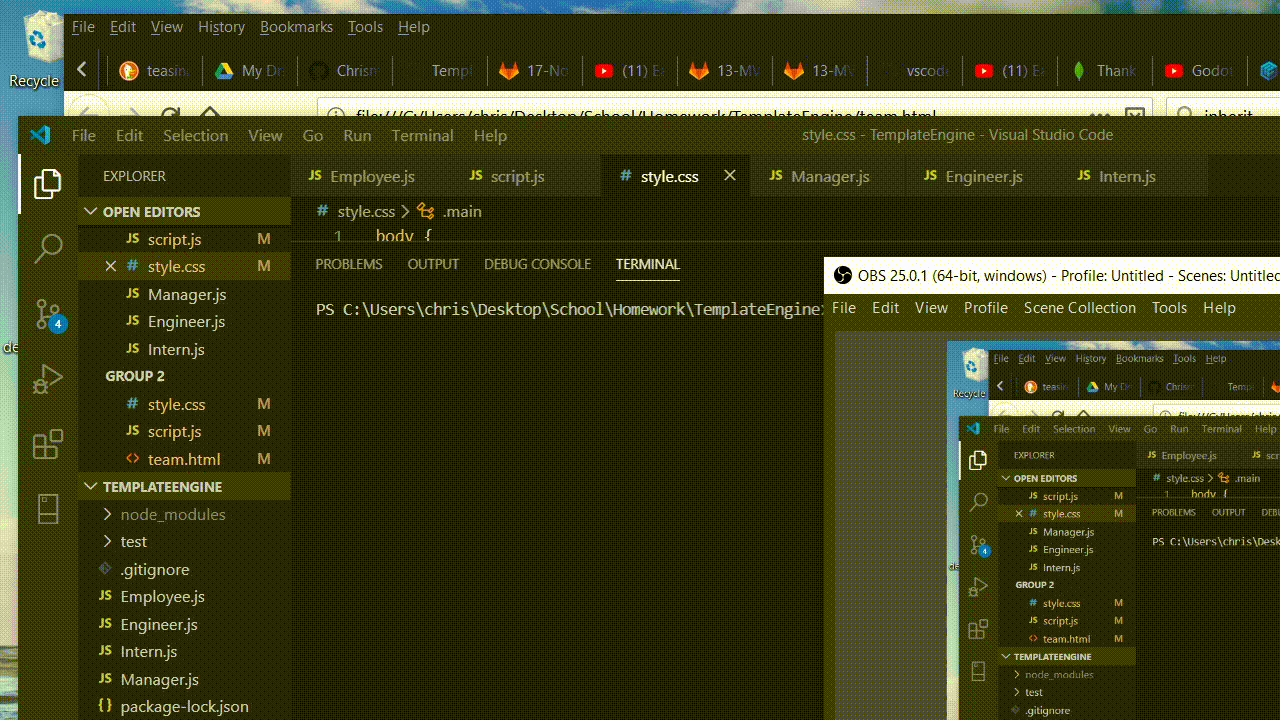 Recycle
File Edit View History Bookmarks Tools Help
teasin My Dr Chrism Templ 17-No (11) Ea 13-MV 13-MV vscode (11) Ea Thank Godot
file:///C:/Users/chris/Desktop/School/Homework/TemplateEngine/team.html
inherit
File Edit Selection View Go Run Terminal Help
style.css - TemplateEngine - Visual Studio Code
EXPLORER
Employee.js script.js style.css Manager.js Engineer.js Intern.js
OPEN EDITORS
style.css > .main
1 body {
script.js M
style.css M
Manager.js
Engineer.js
Intern.js
GROUP 2
style.css M
script.js M
team.html M
TEMPLATEENGINE
node_modules
test
.gitignore
Employee.js
Engineer.js
Intern.js
Manager.js
package-lock.json
4
de
PROBLEMS OUTPUT DEBUG CONSOLE TERMINAL
PS C:\Users\chris\Desktop\School\Homework\TemplateEngine>
OBS 25.0.1 (64-bit, windows) - Profile: Untitled - Scenes: Untitled
File Edit View Profile Scene Collection Tools Help
Recycle
File Edit View History Bookmarks Tools Help
teasin My Dr Chrism Templ
File Edit Selection View Go Run Terminal Help
EXPLORER
Employee.js scr
OPEN EDITORS
style.css > .main
1 body {
script.js M
style.css M
Manager.js
Engineer.js
Intern.js
GROUP 2
style.css M
script.js M
team.html M
TEMPLATEENGINE
node_modules
test
.gitignore
4
de
PROBLEMS OUTPUT DEBU
PS C:\Users\chris\Desk